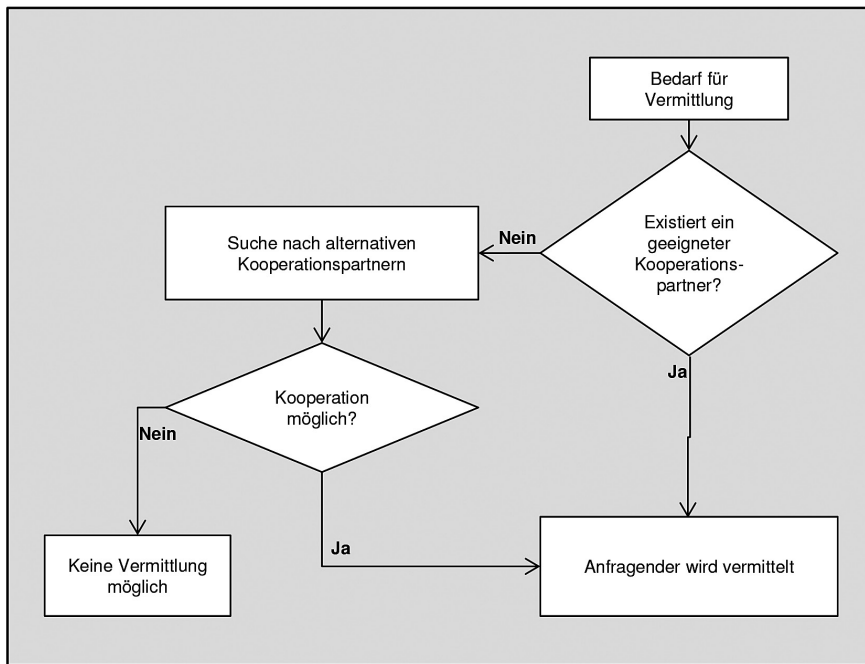 Bedarf für
Vermittlung
Existiert ein
geeigneter
Kooperations-
partner?
Nein
Suche nach alternativen
Kooperationspartnern
Ja
Kooperation
möglich?
Nein
Keine Vermittlung
möglich
Ja
Anfragender wird vermittelt